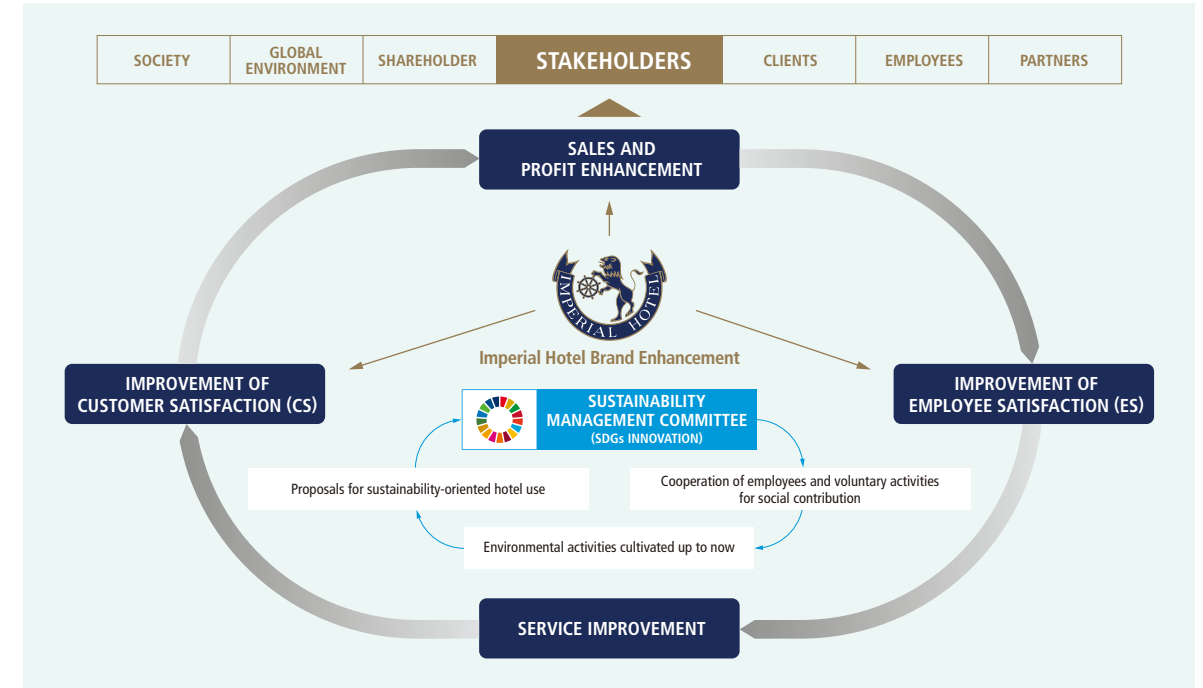 SOCIETY
GLOBAL
ENVIRONMENT
SHAREHOLDER
STAKEHOLDERS
CLIENTS
EMPLOYEES
PARTNERS
SALES AND
PROFIT ENHANCEMENT
IMPERIAL HOTEL
Imperial Hotel Brand Enhancement
IMPROVEMENT OF
CUSTOMER SATISFACTION (CS)
IMPROVEMENT OF
EMPLOYEE SATISFACTION (ES)
SUSTAINABILITY
MANAGEMENT COMMITTEE
(SDGs INNOVATION)
Proposals for sustainability-oriented hotel use
Cooperation of employees and voluntary activities
for social contribution
Environmental activities cultivated up to now
SERVICE IMPROVEMENT